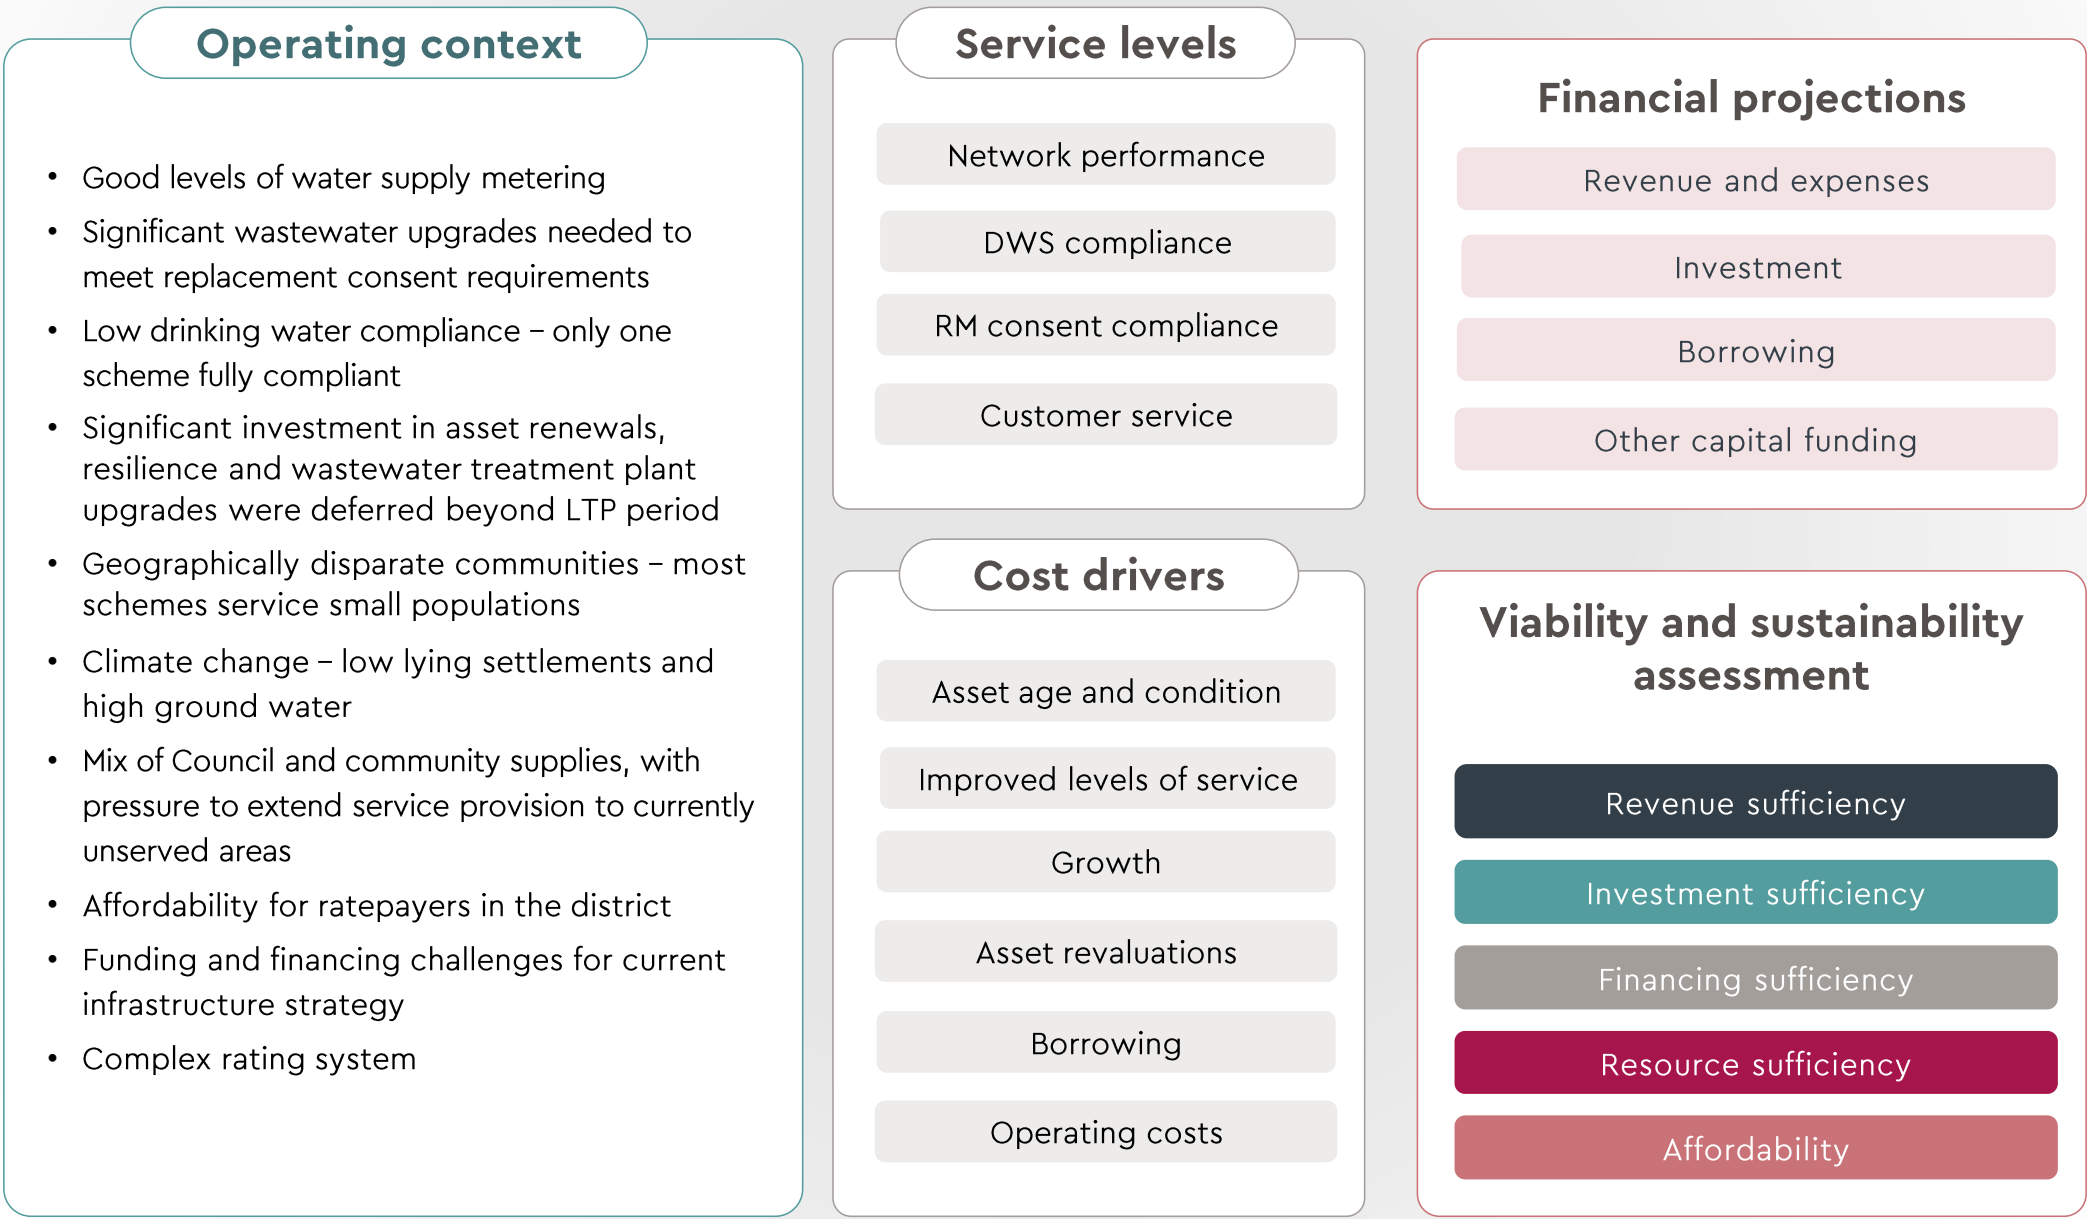 Operating context
• Good levels of water supply metering
• Significant wastewater upgrades needed to
meet replacement consent requirements
• Low drinking water compliance – only one
scheme fully compliant
• Significant investment in asset renewals,
resilience and wastewater treatment plant
upgrades were deferred beyond LTP period
• Geographically disparate communities – most
schemes service small populations
• Climate change – low lying settlements and
high ground water
• Mix of Council and community supplies, with
pressure to extend service provision to currently
unserved areas
• Affordability for ratepayers in the district
• Funding and financing challenges for current
infrastructure strategy
• Complex rating system
Service levels
Network performance
DWS compliance
RM consent compliance
Customer service
Cost drivers
Asset age and condition
Improved levels of service
Growth
Asset revaluations
Borrowing
Operating costs
Financial projections
Revenue and expenses
Investment
Borrowing
Other capital funding
Viability and sustainability
assessment
Revenue sufficiency
Investment sufficiency
Financing sufficiency
Resource sufficiency
Affordability